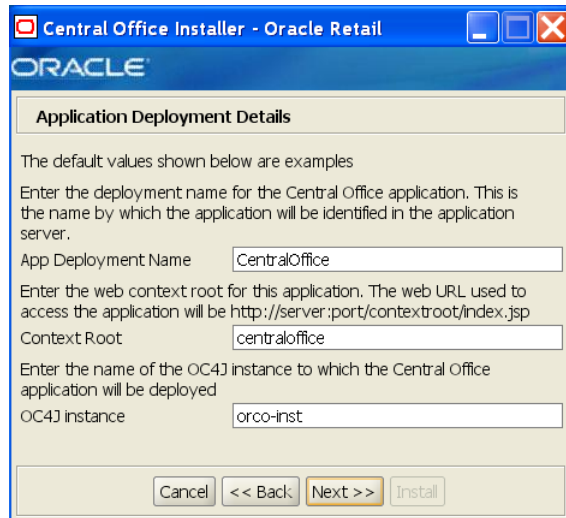 Central Office Installer - Oracle Retail
ORACLE
Application Deployment Details
The default values shown below are examples
Enter the deployment name for the Central Office application. This is
the name by which the application will be identified in the application
server.
App Deployment Name CentralOffice
Enter the web context root for this application. The web URL used to
access the application will be http://server:port/contextroot/index.jsp
Context Root centraloffice
Enter the name of the OC4J instance to which the Central Office
application will be deployed
OC4J instance orco-inst
Cancel << Back Next >> Install